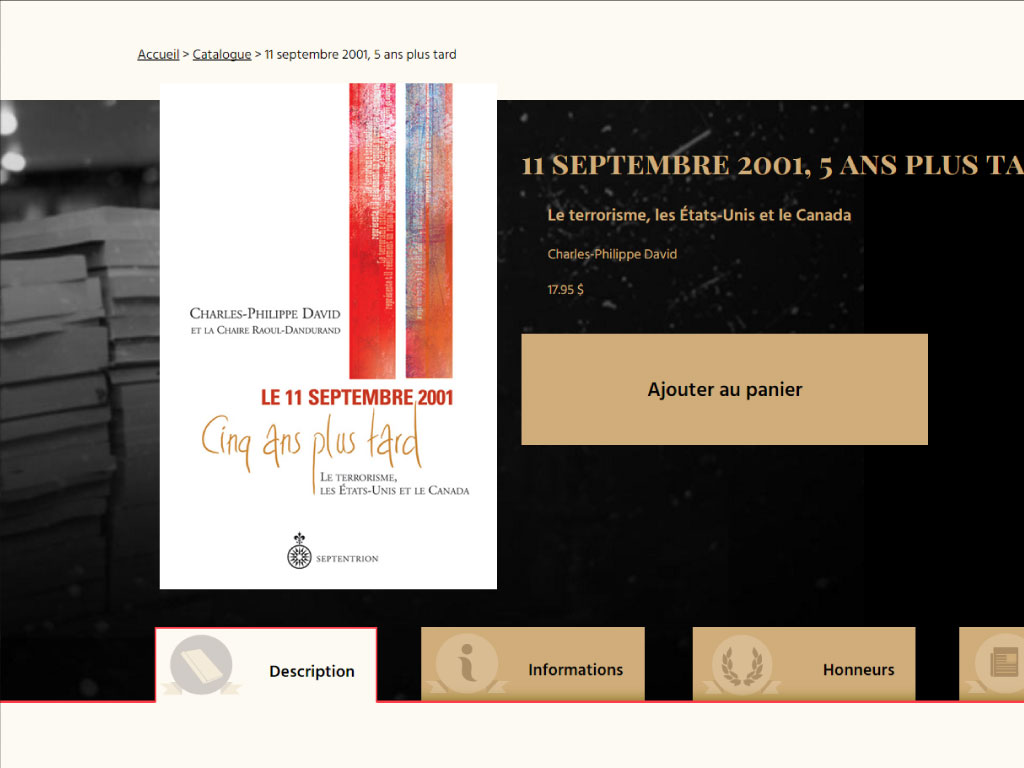 Accueil > Catalogue > 11 septembre 2001, 5 ans plus tard
11 SEPTEMBRE 2001, 5 ANS PLUS TA
Le terrorisme, les États-Unis et le Canada
Charles-Philippe David
17.95 $
Ajouter au panier
CHARLES-PHILIPPE DAVID
ET LA CHAIRE RAOUL-DANDURAND
LE 11 SEPTEMBRE 2001
Cinq ans plus tard
LE TERRORISME,
LES ÉTATS-UNIS ET LE CANADA
SEPTENTRION
Description
Informations
Honneurs